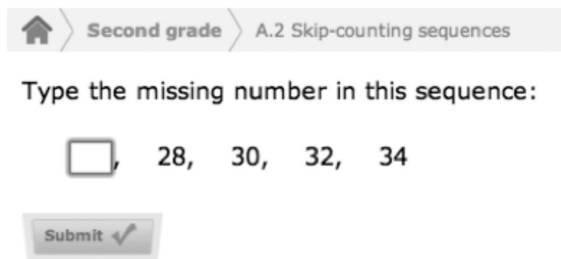 Second grade A.2 Skip-counting sequences
Type the missing number in this sequence:
, 28, 30, 32, 34
Submit